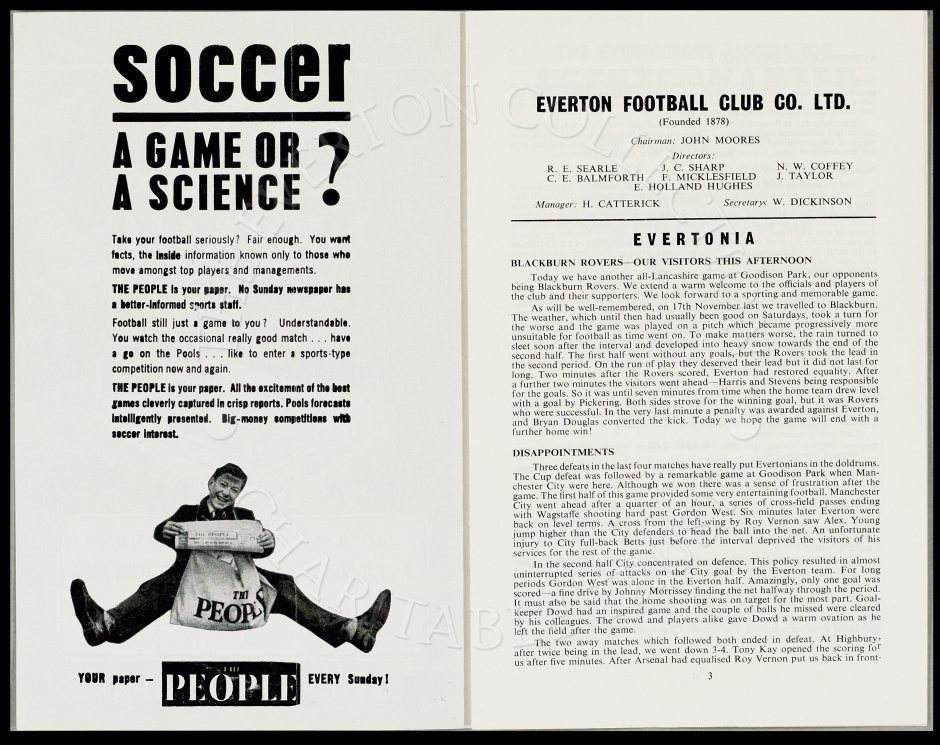 soccer
A GAME OR
A SCIENCE ?
Take your football seriously? Fair enough. You want
facts, the inside information known only to those who
move amongst top players and managements.
THE PEOPLE is your paper. No Sunday newspaper has
a better-informed sports staff.
Football still just a game to you? Understandable.
You watch the occasional really good match . . . have
a go on the Pools . . . like to enter a sports-type
competition now and again.
THE PEOPLE is your paper. All the excitement of the best
games cleverly captured in crisp reports. Pools forecasts
intelligently presented. Big-money competitions with
soccer interest.
THE PEOPLE
THE
PEOPLE
YOUR paper – THE PEOPLE EVERY Sunday!
EVERTON FOOTBALL CLUB CO. LTD.
(Founded 1878)
Chairman: JOHN MOORES
Directors:
R. E. SEARLE J. C. SHARP N. W. COFFEY
C. E. BALMFORTH F. MICKLESFIELD J. TAYLOR
E. HOLLAND HUGHES
Manager: H. CATTERICK Secretary: W. DICKINSON
EVERTONIA
BLACKBURN ROVERS—OUR VISITORS THIS AFTERNOON
Today we have another all-Lancashire game at Goodison Park, our opponents
being Blackburn Rovers. We extend a warm welcome to the officials and players of
the club and their supporters. We look forward to a sporting and memorable game.
As will be well-remembered, on 17th November last we travelled to Blackburn.
The weather, which until then had usually been good on Saturdays, took a turn for
the worse and the game was played on a pitch which became progressively more
unsuitable for football as time went on. To make matters worse, the rain turned to
sleet soon after the interval and developed into heavy snow towards the end of the
second half. The first half went without any goals, but the Rovers took the lead in
the second period. On the run of play they deserved their lead but it did not last for
long. Two minutes after the Rovers scored, Everton had restored equality. After
a further two minutes the visitors went ahead—Harris and Stevens being responsible
for the goals. So it was until seven minutes from time when the home team drew level
with a goal by Pickering. Both sides strove for the winning goal, but it was Rovers
who were successful. In the very last minute a penalty was awarded against Everton,
and Bryan Douglas converted the kick. Today we hope the game will end with a
further home win!
DISAPPOINTMENTS
Three defeats in the last four matches have really put Evertonians in the doldrums.
The Cup defeat was followed by a remarkable game at Goodison Park when Man-
chester City were here. Although we won there was a sense of frustration after the
game. The first half of this game provided some very entertaining football. Manchester
City went ahead after a quarter of an hour, a series of cross-field passes ending
with Wagstaffe shooting hard past Gordon West. Six minutes later Everton were
back on level terms. A cross from the left-wing by Roy Vernon saw Alex. Young
jump higher than the City defenders to head the ball into the net. An unfortunate
injury to City full-back Betts just before the interval deprived the visitors of his
services for the rest of the game.
In the second half City concentrated on defence. This policy resulted in almost
uninterrupted series of attacks on the City goal by the Everton team. For long
periods Gordon West was alone in the Everton half. Amazingly, only one goal was
scored—a fine drive by Johnny Morrissey finding the net halfway through the period.
It must also be said that the home shooting was on target for the most part. Goal-
keeper Dowd had an inspired game and the couple of balls he missed were cleared
by his colleagues. The crowd and players alike gave Dowd a warm ovation as he
left the field after the game.
The two away matches which followed both ended in defeat. At Highbury,
after twice being in the lead, we went down 3-4. Tony Kay opened the scoring for
us after five minutes. After Arsenal had equalised Roy Vernon put us back in front-
3
EVERTON COLLECTION CHARITABLE